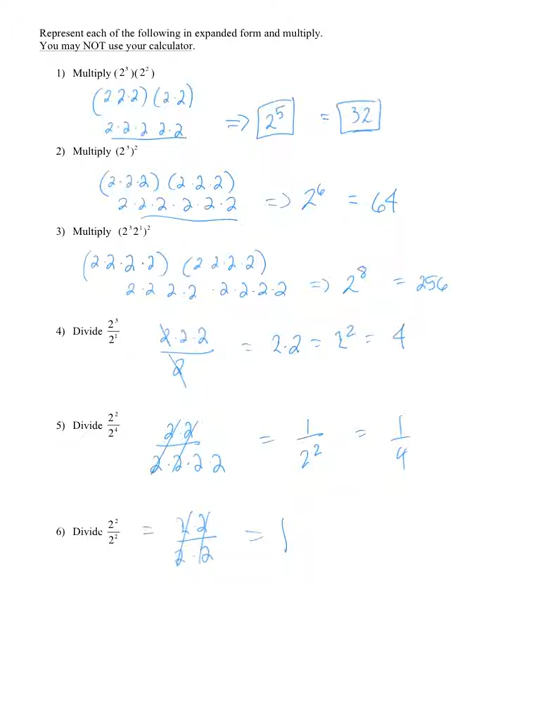 Represent each of the following in expanded form and multiply.
You may NOT use your calculator.
1) Multiply (2³)(2²)
(2 2·2) (2·2)
2·2·2 2·2 ⇒ 2⁵ = 32
2) Multiply (2³)²
(2·2·2) (2·2·2)
2·2·2·2·2·2 ⇒ 2⁶ = 64
3) Multiply (2³2¹)²
(2·2·2·2) (2 2·2·2)
2·2 2·2 ·2·2·2·2 ⇒ 2⁸ = 256
4) Divide 2³/2¹ 2·2·2/2 = 2·2 = 2² = 4
5) Divide 2²/2⁴ 2·2/2·2·2·2 = 1/2² = 1/4
6) Divide 2²/2² = 2·2/2·2 = 1